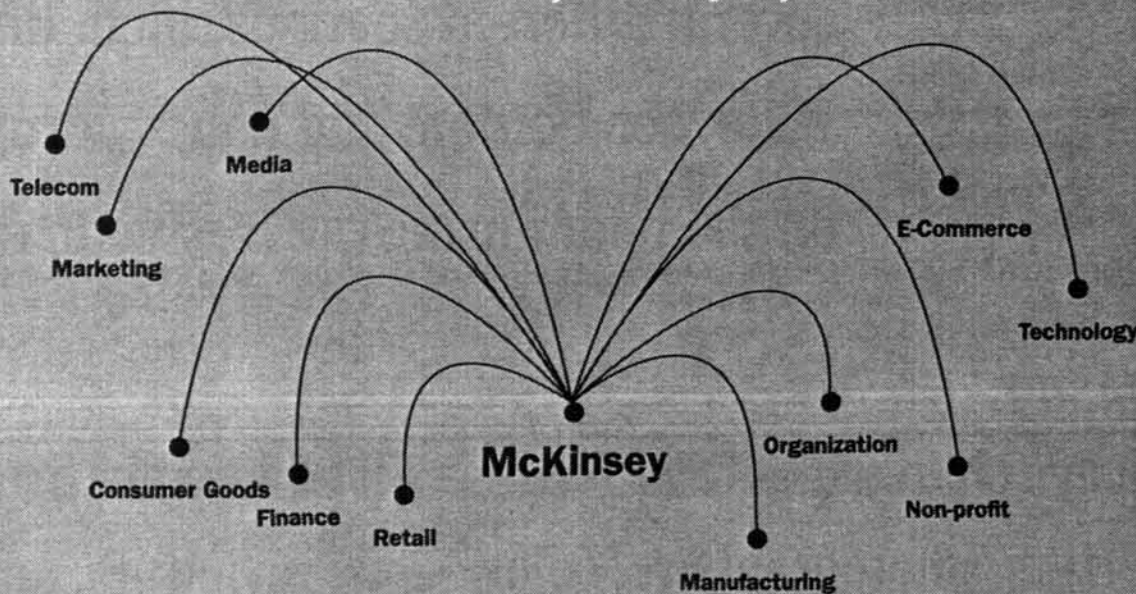 Telecom
Media
Marketing
E-Commerce
Technology
McKinsey
Organization
Consumer Goods
Finance
Retail
Non-profit
Manufacturing